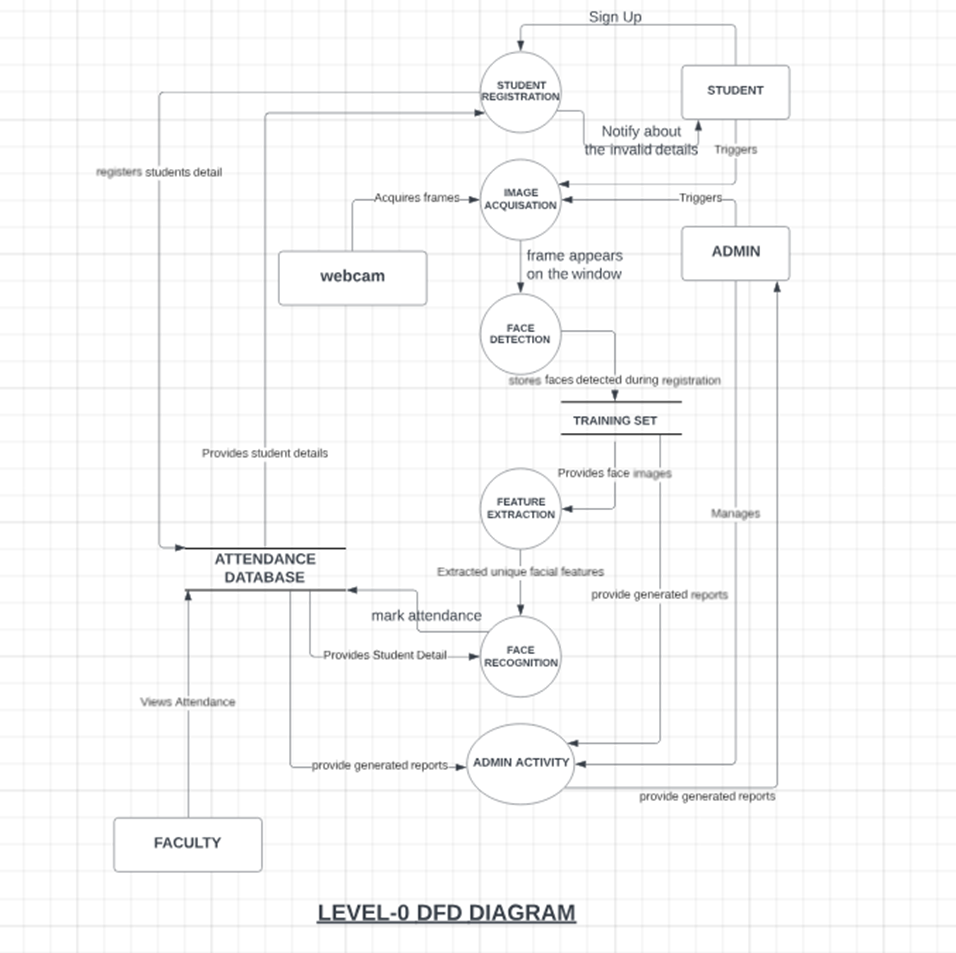 Sign Up
STUDENT
REGISTRATION
STUDENT
Notify about
the invalid details
Triggers
registers students detail
IMAGE
ACQUISATION
Acquires frames
Triggers
ADMIN
webcam
frame appears
on the window
FACE
DETECTION
stores faces detected during registration
TRAINING SET
Provides student details
Provides face images
FEATURE
EXTRACTION
Manages
ATTENDANCE
DATABASE
Extracted unique facial features
provide generated reports
mark attendance
Provides Student Detail
FACE
RECOGNITION
Views Attendance
provide generated reports
ADMIN ACTIVITY
provide generated reports
FACULTY
LEVEL-0 DFD DIAGRAM